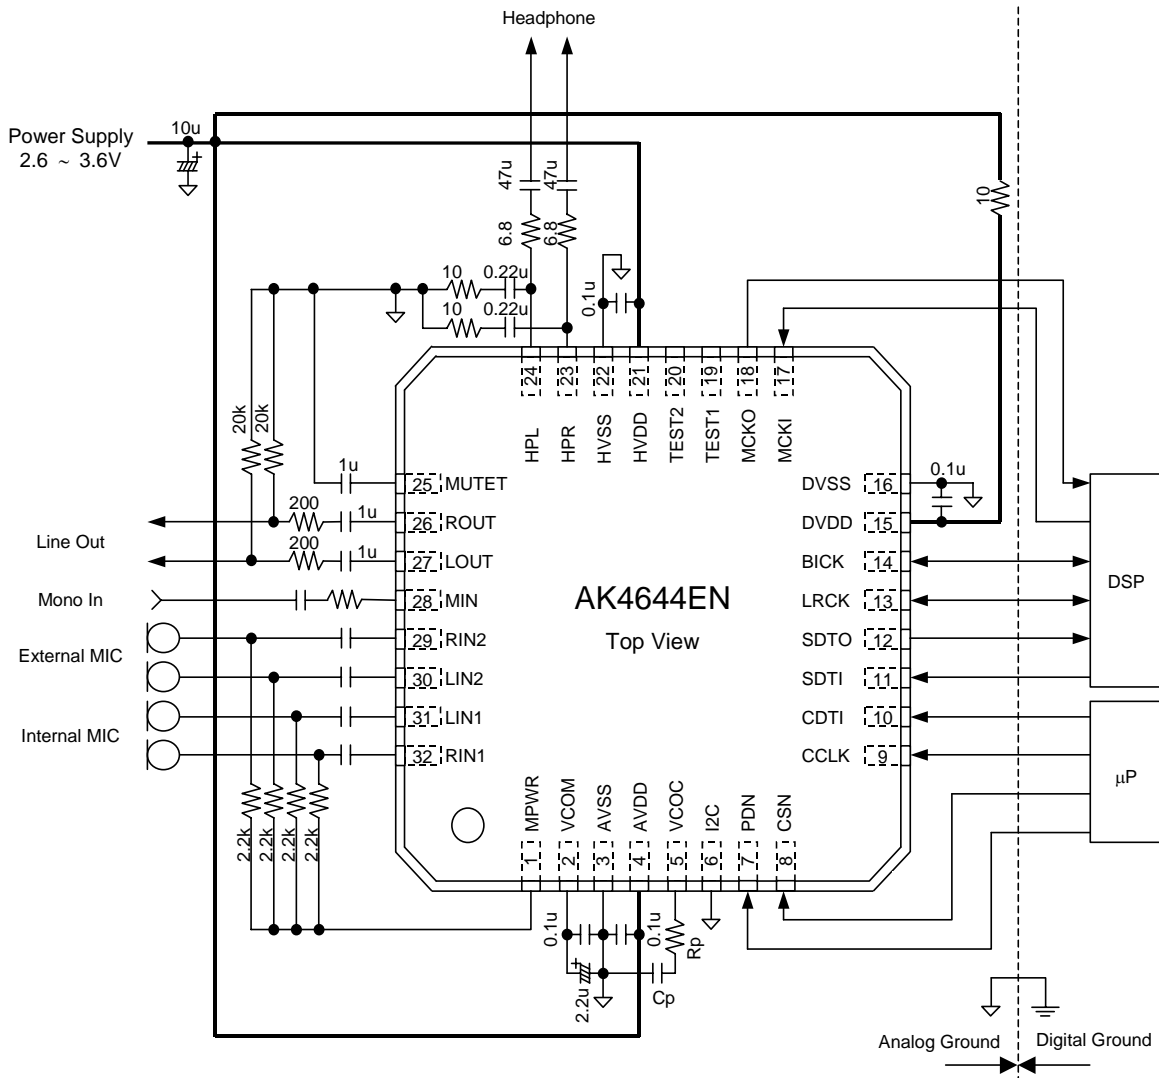 Headphone
Power Supply
2.6 ~ 3.6V
10u
47u
47u
6.8
6.8
10
10
0.22u
10
0.22u
0.1u
24
23
22
21
20
19
18
17
HPL
HPR
HVSS
HVDD
TEST2
TEST1
MCKO
MCKI
20k
20k
1u
25 MUTET
200
1u
26 ROUT
200
1u
27 LOUT
28 MIN
29 RIN2
30 LIN2
31 LIN1
32 RIN1
Line Out
Mono In
External MIC
Internal MIC
AK4644EN
Top View
0.1u
DVSS 16
DVDD 15
BICK 14
LRCK 13
SDTO 12
SDTI 11
CDTI 10
CCLK 9
DSP
μP
MPWR
VCOM
AVSS
AVDD
VCOC
I2C
PDN
CSN
1
2
3
4
5
6
7
8
2.2k
2.2k
2.2k
2.2k
0.1u
0.1u
Rp
+
2.2u
Cp
Analog Ground
Digital Ground